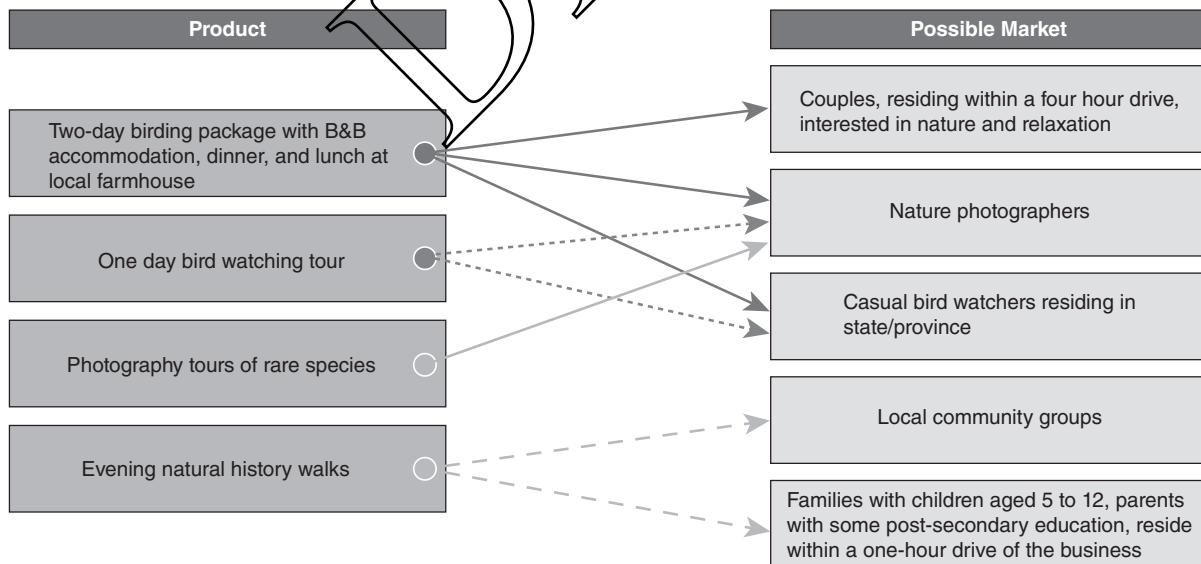 Product
Two-day birding package with B&B
accommodation, dinner, and lunch at
local farmhouse
One day bird watching tour
Photography tours of rare species
Evening natural history walks
Possible Market
Couples, residing within a four hour drive,
interested in nature and relaxation
Nature photographers
Casual bird watchers residing in
state/province
Local community groups
Families with children aged 5 to 12, parents
with some post-secondary education, reside
within a one-hour drive of the business